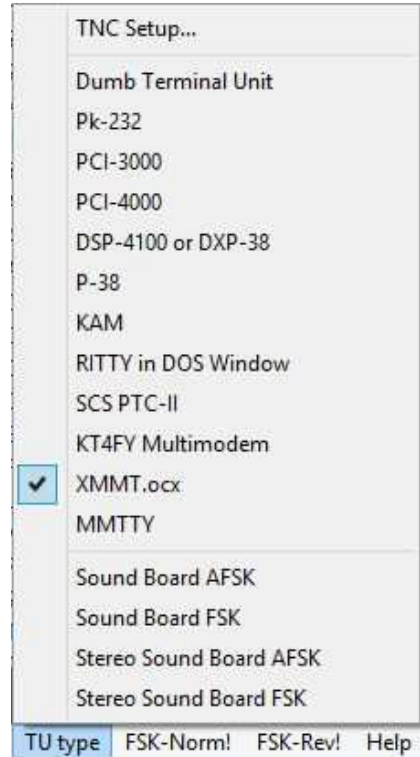 TNC Setup...
Dumb Terminal Unit
Pk-232
PCI-3000
PCI-4000
DSP-4100 or DXP-38
P-38
KAM
RITTY in DOS Window
SCS PTC-II
KT4FY Multimodem
XMMT.ocx
MMTTY
Sound Board AFSK
Sound Board FSK
Stereo Sound Board AFSK
Stereo Sound Board FSK
TU type FSK-Norm! FSK-Rev! Help